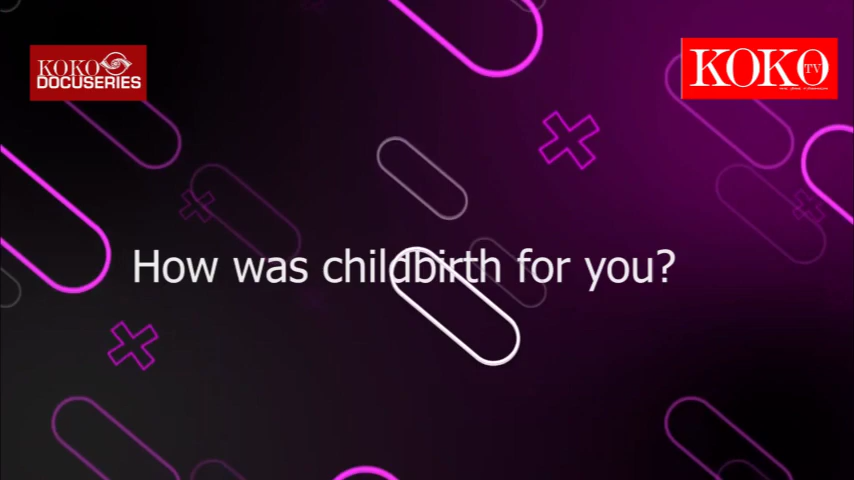 KOKO
DOCUSERIES
KOKO
TV
How was childbirth for you?